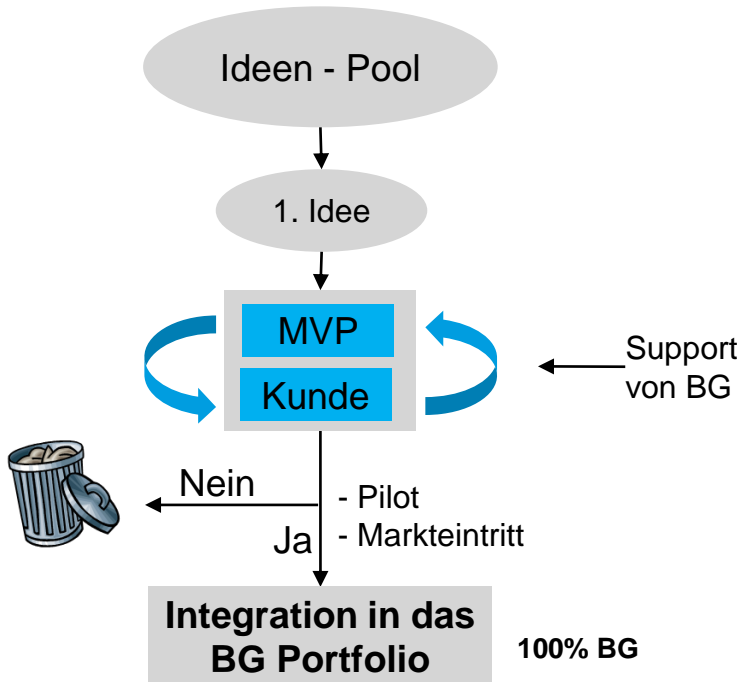 Ideen - Pool
1. Idee
MVP
Kunde
Support
von BG
Nein
- Pilot
Ja
- Markteintritt
Integration in das
BG Portfolio
100% BG